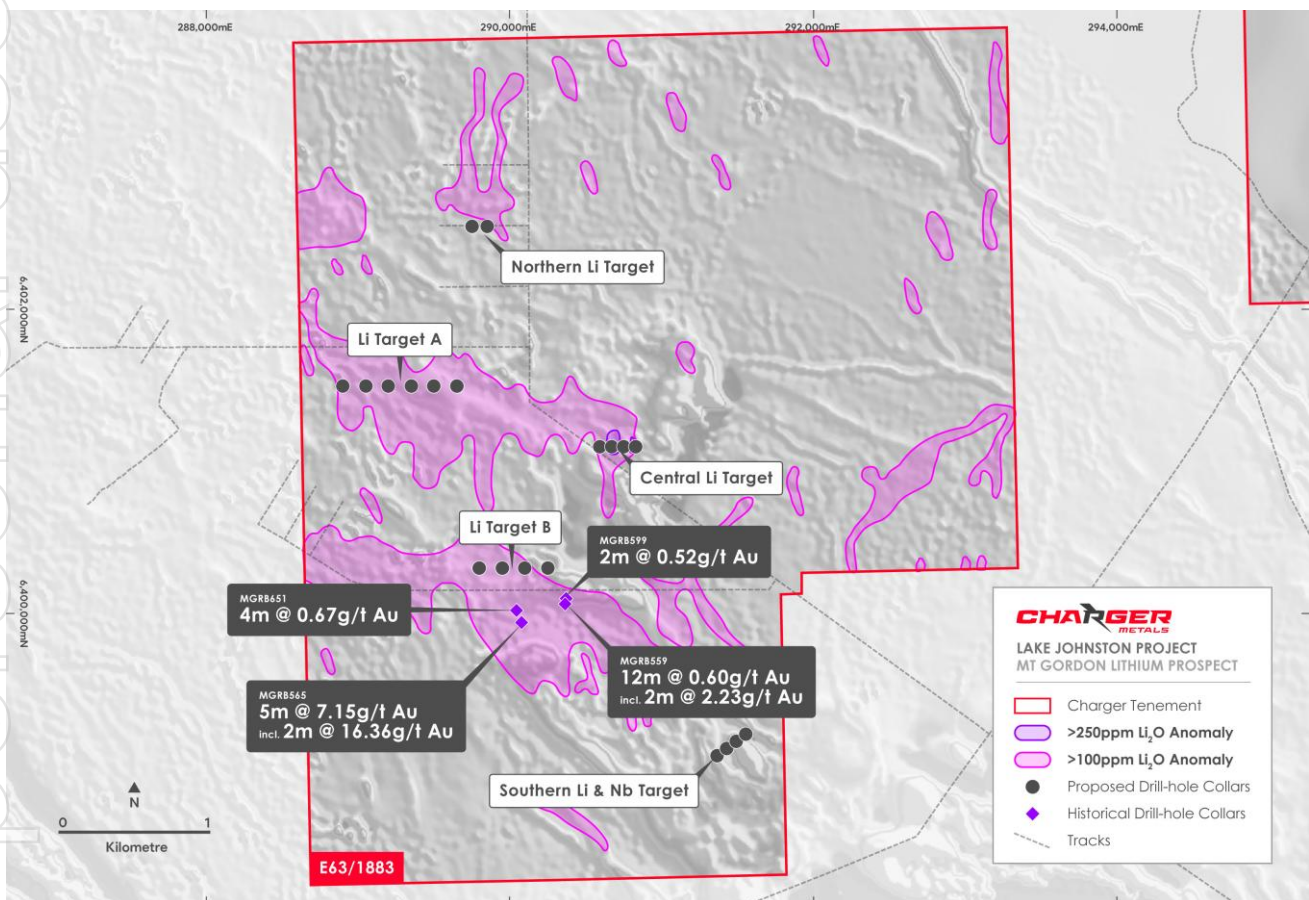 288,000mE
290,000mE
292,000mE
294,000mE
6,402,000mN
6,400,000mN
Northern Li Target
Li Target A
Central Li Target
Li Target B
MGRB599
2m @ 0.52g/t Au
MGRB651
4m @ 0.67g/t Au
MGRB559
12m @ 0.60g/t Au
incl. 2m @ 2.23g/t Au
MGRB565
5m @ 7.15g/t Au
incl. 2m @ 16.36g/t Au
Southern Li & Nb Target
N
0 1
Kilometre
E63/1883
CHARGER
METALS
LAKE JOHNSTON PROJECT
MT GORDON LITHIUM PROSPECT
Charger Tenement
>250ppm Li₂O Anomaly
>100ppm Li₂O Anomaly
Proposed Drill-hole Collars
Historical Drill-hole Collars
Tracks